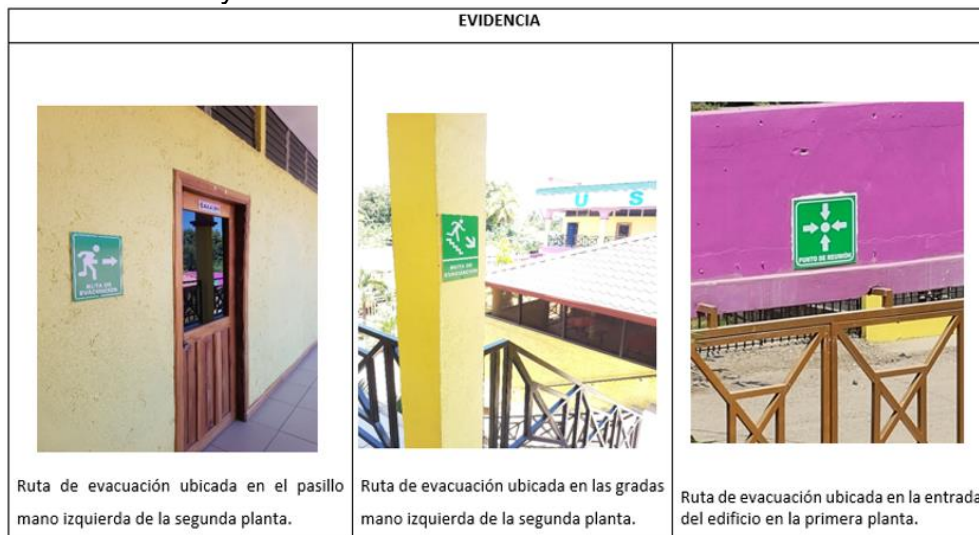 EVIDENCIA
RUTA DE
EVACUACION
RUTA DE
EVACUACION
U S
PUNTO DE REUNIÓN
Ruta de evacuación ubicada en el pasillo
mano izquierda de la segunda planta.
Ruta de evacuación ubicada en las gradas
mano izquierda de la segunda planta.
Ruta de evacuación ubicada en la entrada
del edificio en la primera planta.